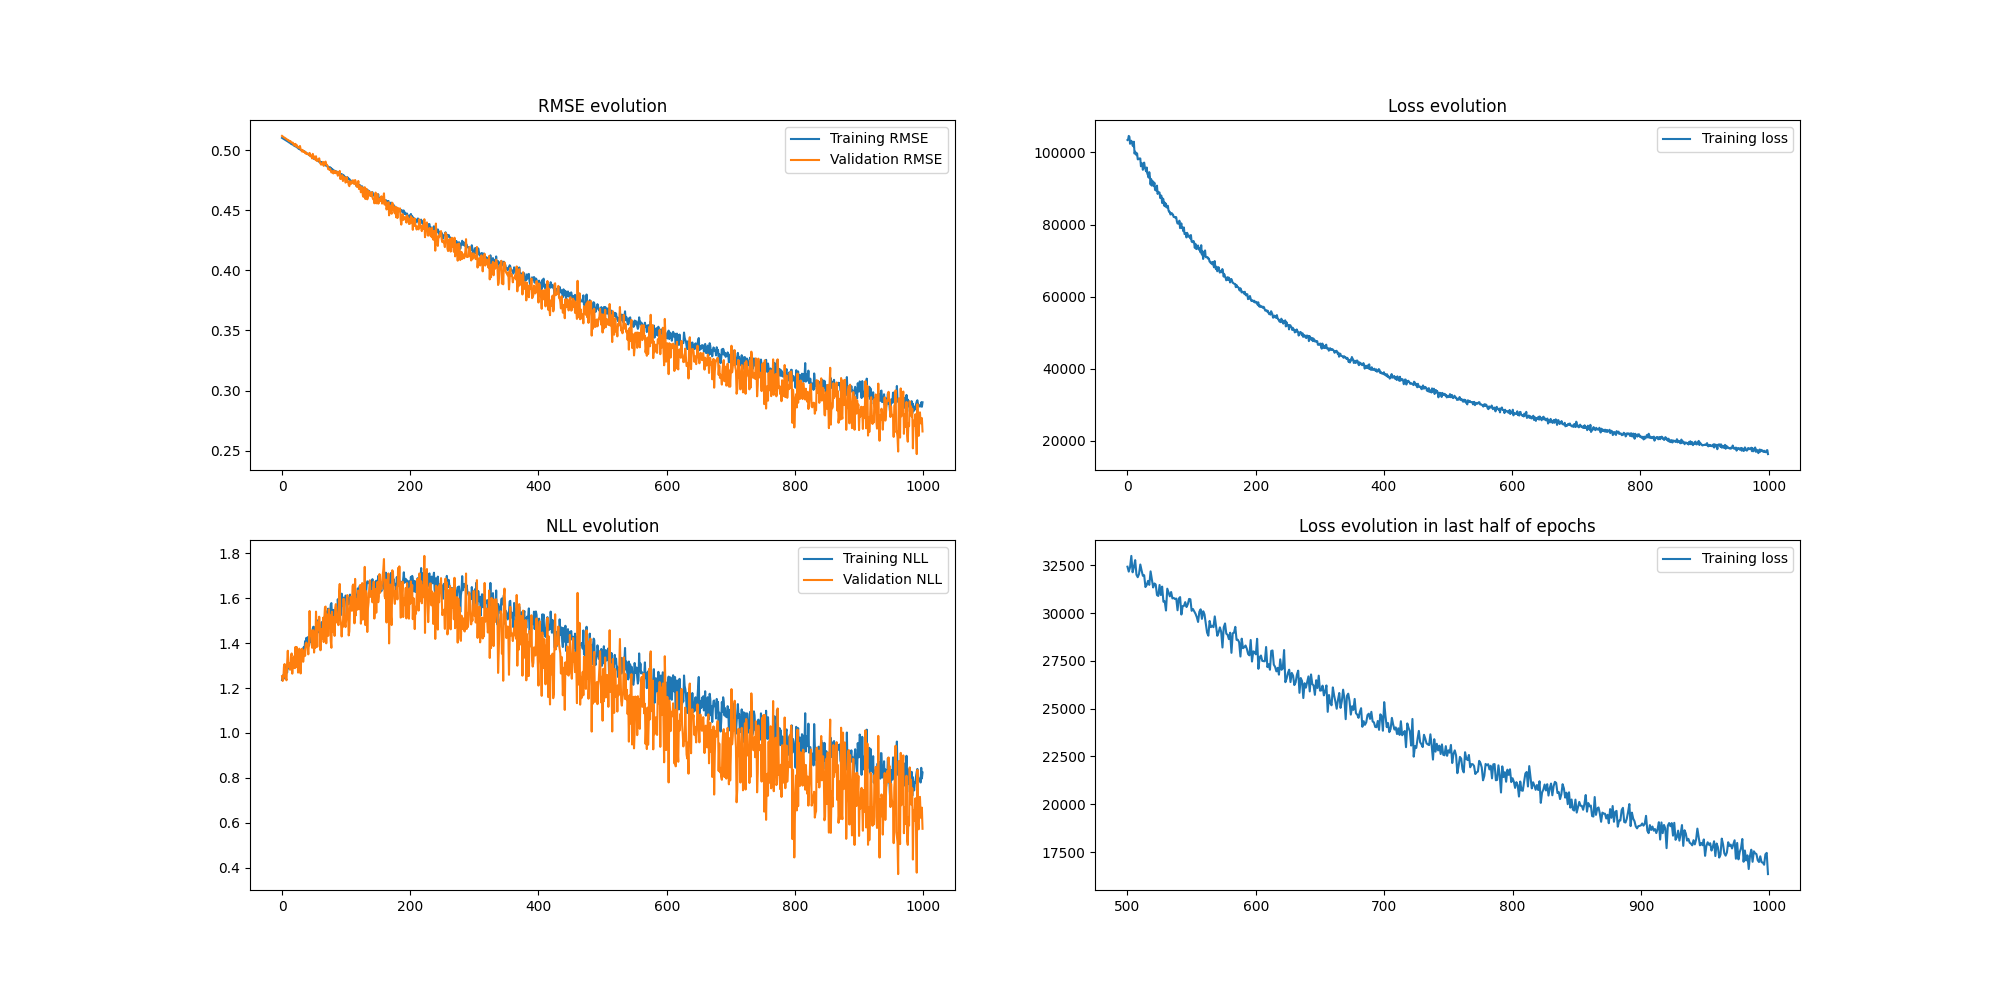 RMSE evolution
0.50
0.45
0.40
0.35
0.30
0.25
0 200 400 600 800 1000
Training RMSE
Validation RMSE
Loss evolution
100000
80000
60000
40000
20000
0 200 400 600 800 1000
Training loss
NLL evolution
1.8
1.6
1.4
1.2
1.0
0.8
0.6
0.4
0 200 400 600 800 1000
Training NLL
Validation NLL
Loss evolution in last half of epochs
32500
30000
27500
25000
22500
20000
17500
500 600 700 800 900 1000
Training loss